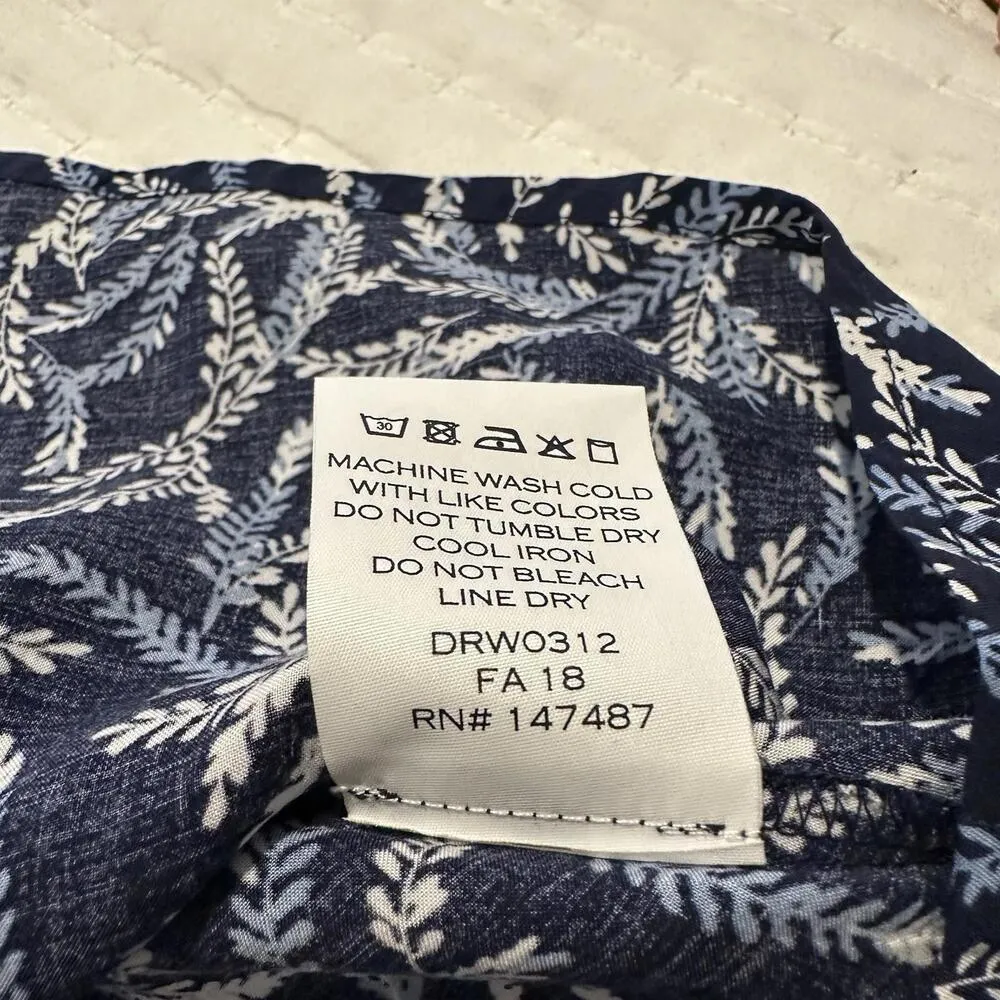 30
MACHINE WASH COLD
WITH LIKE COLORS
DO NOT TUMBLE DRY
COOL IRON
DO NOT BLEACH
LINE DRY
DRW0312
FA 18
RN# 147487